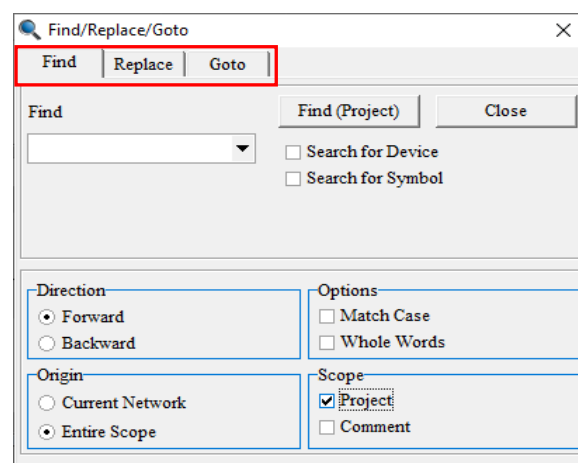 Find/Replace/Goto
Find Replace Goto
Find
Find (Project) Close
Search for Device
Search for Symbol
Direction
Forward
Backward
Options
Match Case
Whole Words
Origin
Current Network
Entire Scope
Scope
Project
Comment